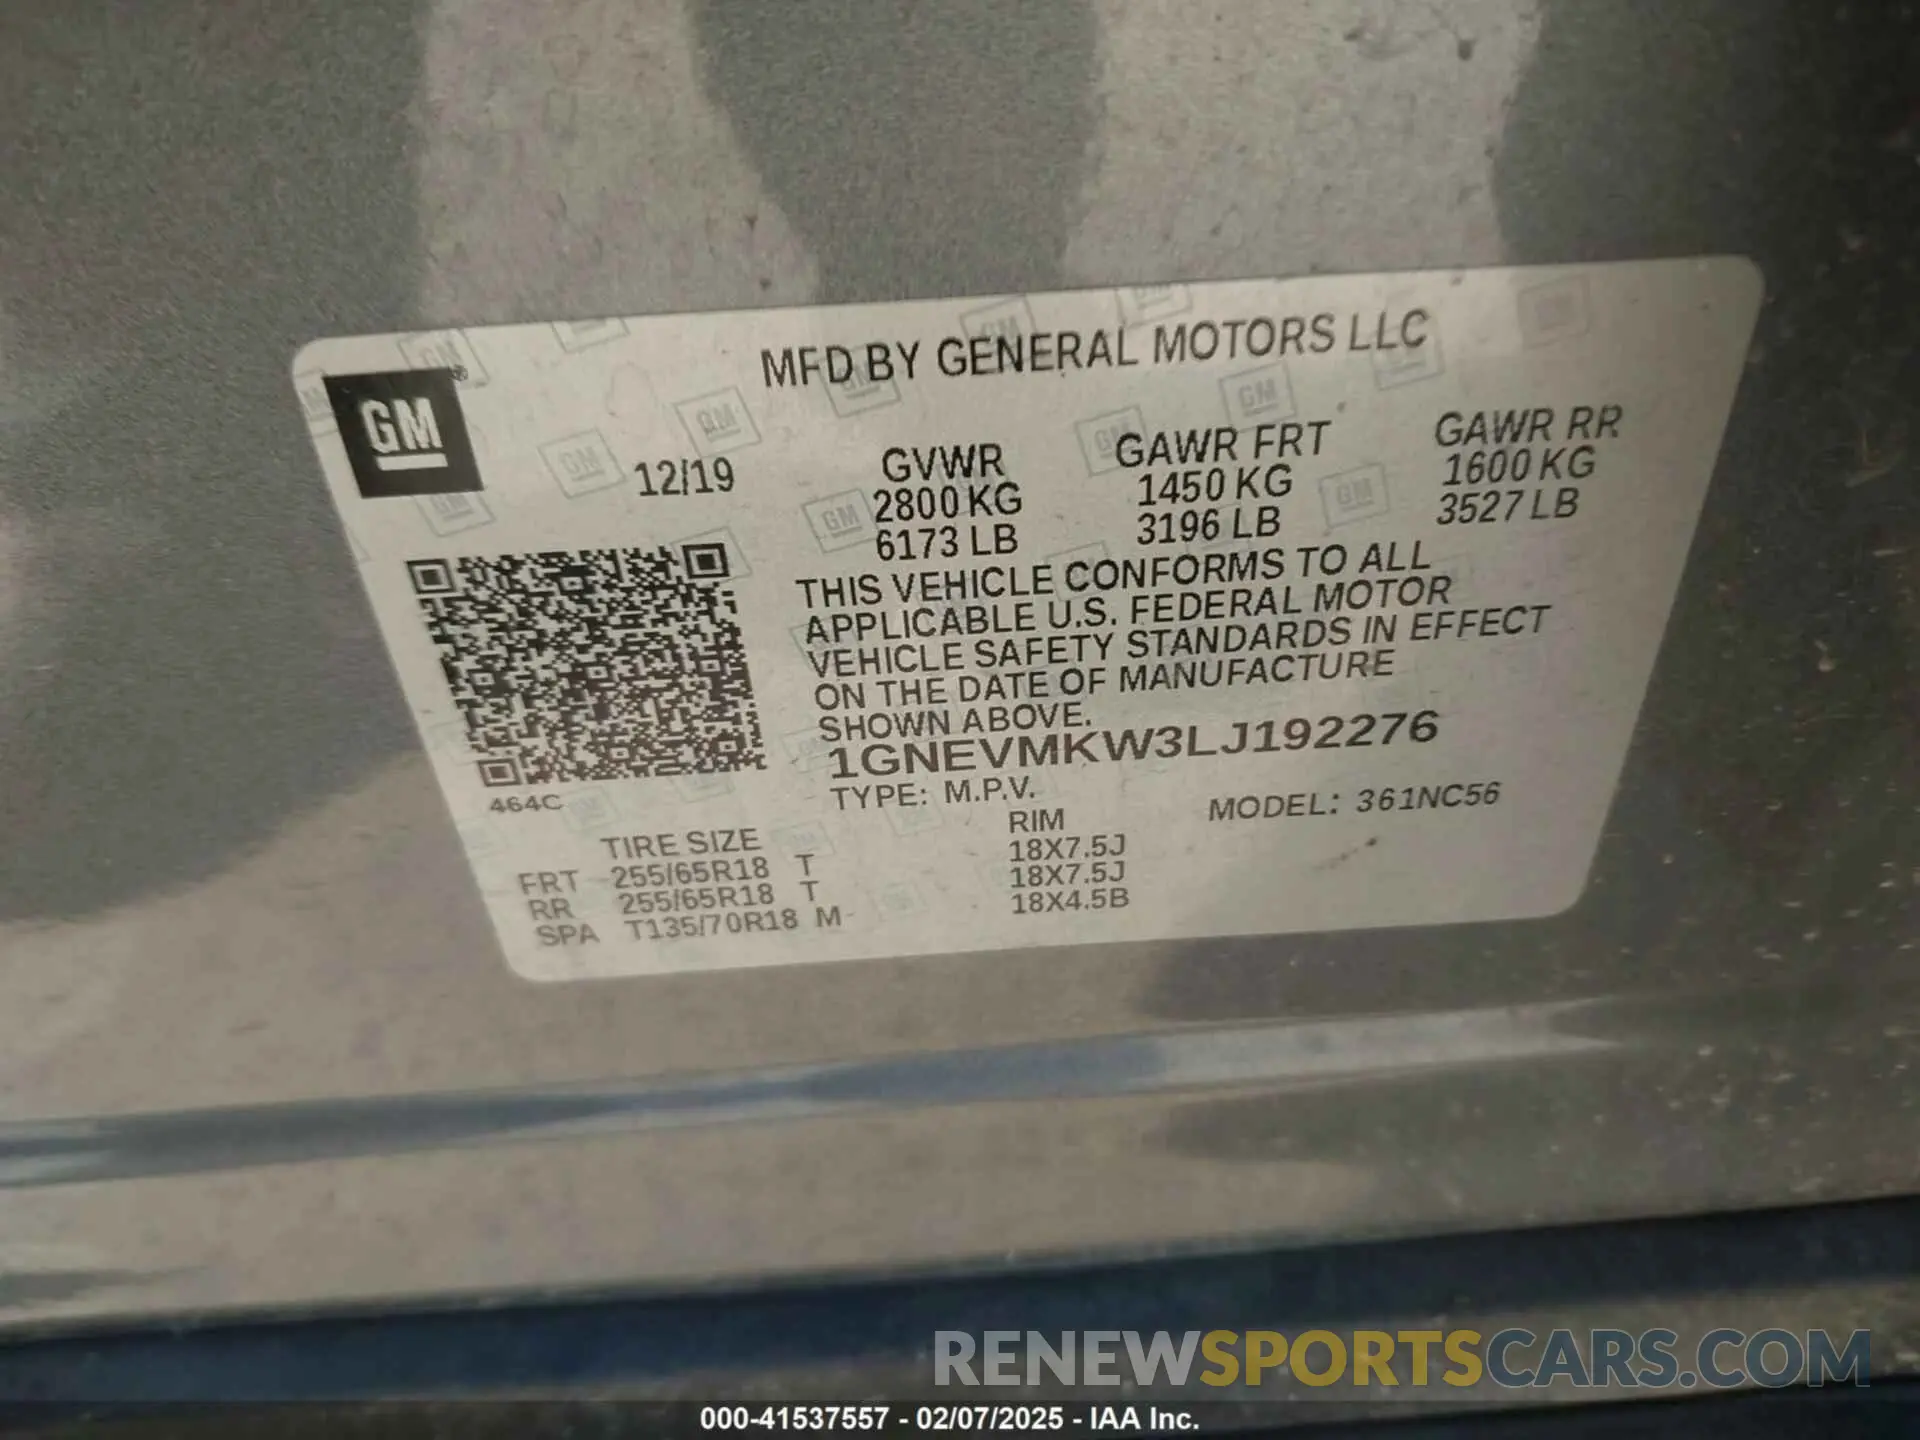 MFD BY GENERAL MOTORS LLC
GM®
12/19
GVWR
2800 KG
6173 LB
GAWR FRT
1450 KG
3196 LB
GAWR RR
1600 KG
3527 LB
THIS VEHICLE CONFORMS TO ALL
APPLICABLE U.S. FEDERAL MOTOR
VEHICLE SAFETY STANDARDS IN EFFECT
ON THE DATE OF MANUFACTURE
SHOWN ABOVE.
1GNEVMKW3LJ192276
TYPE: M.P.V.
MODEL: 361NC56
464C
TIRE SIZE RIM
FRT 255/65R18 T 18X7.5J
RR 255/65R18 T 18X7.5J
SPA T135/70R18 M 18X4.5B
RENEWSPORTSCARS.COM
000-41537557 - 02/07/2025 - IAA Inc.